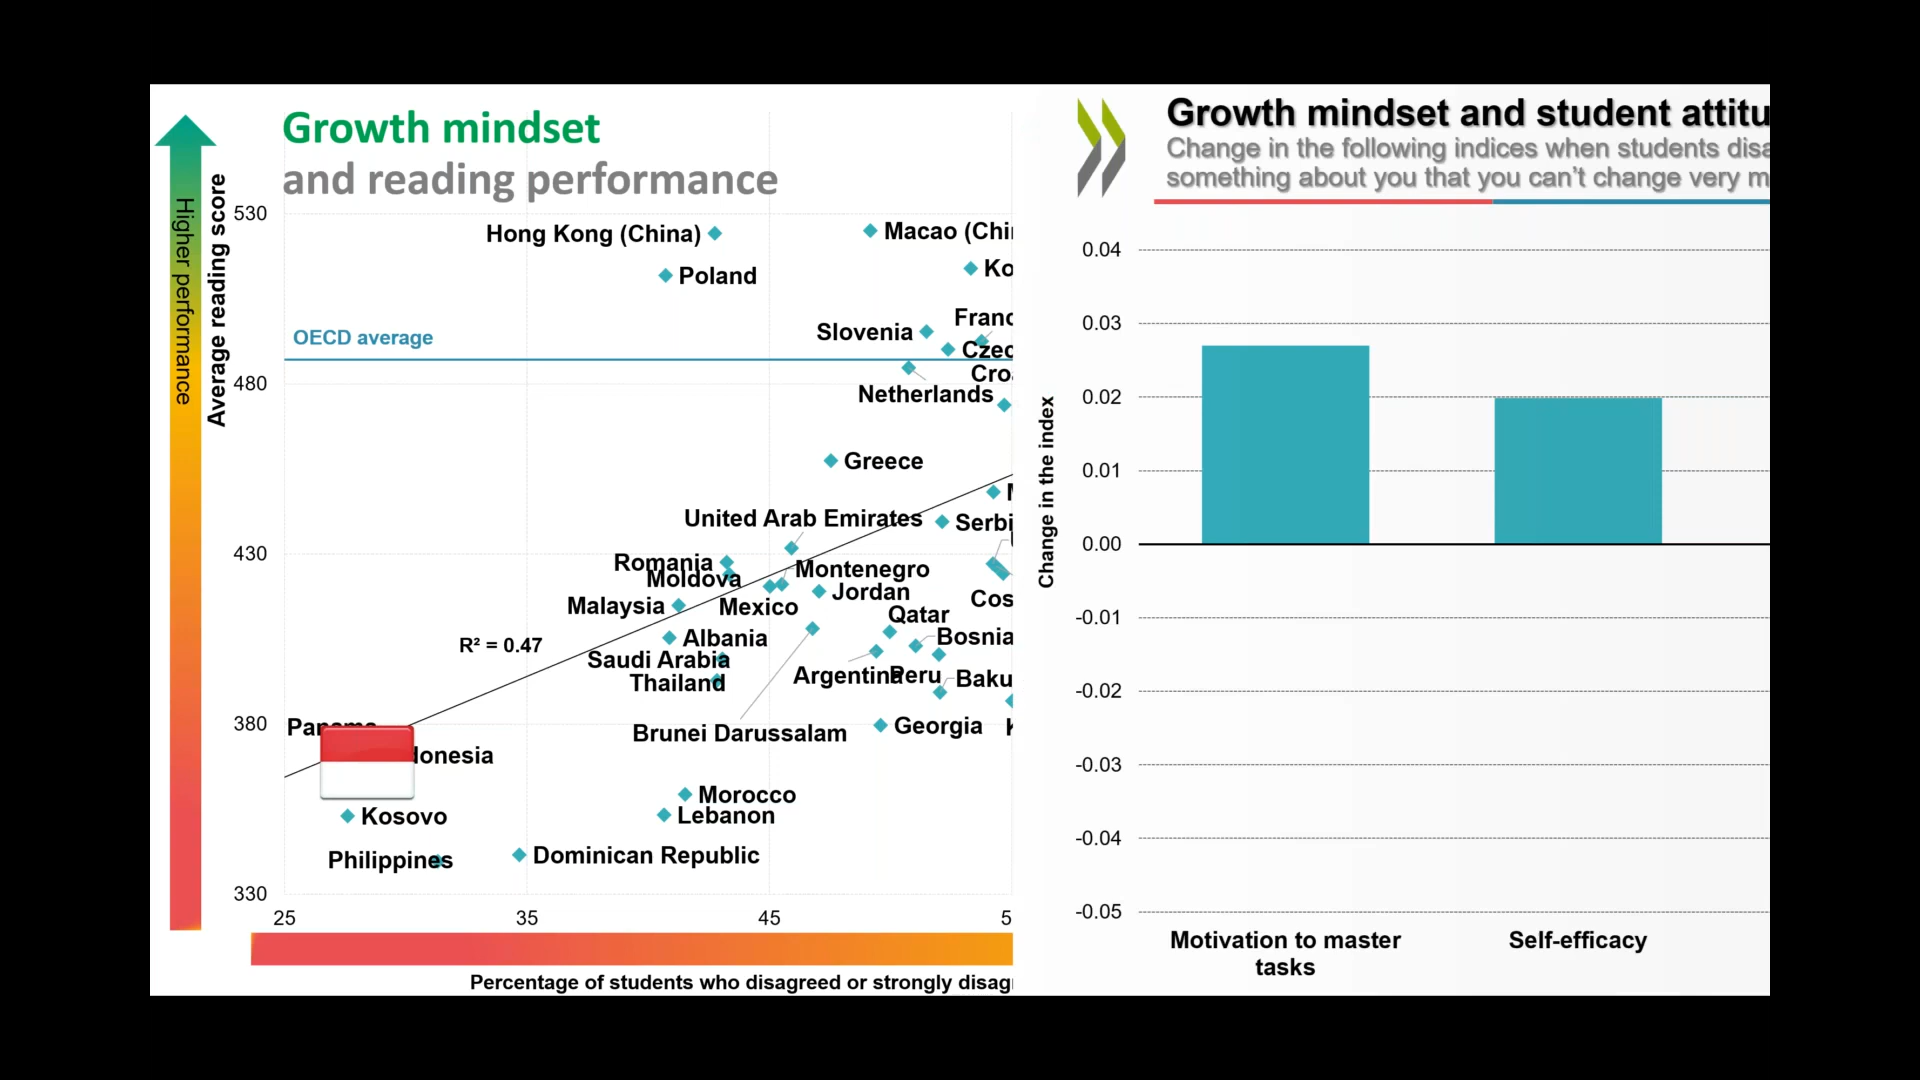 Growth mindset
and reading performance
Higher performance
Average reading score
530
480
430
380
330
OECD average
Hong Kong (China)
Macao (Chi
Poland
Ko
Franc
Slovenia
Czec
Cro
Netherlands
Greece
United Arab Emirates
Serbi
Romania
Moldova
Montenegro
Jordan
Malaysia
Mexico
Cos
Qatar
R² = 0.47
Albania
Bosnia
Saudi Arabia
Thailand
Argentina
Peru
Baku
Brunei Darussalam
Georgia
K
Pan
donesia
Morocco
Lebanon
Kosovo
Philippines
Dominican Republic
25
35
45
5
Percentage of students who disagreed or strongly disag
Growth mindset and student attitu
Change in the following indices when students disa
something about you that you can't change very m
Change in the index
0.04
0.03
0.02
0.01
0.00
-0.01
-0.02
-0.03
-0.04
-0.05
Motivation to master
tasks
Self-efficacy